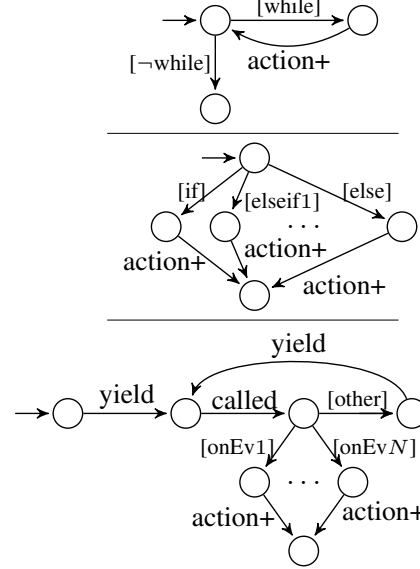 [while]
[¬while]
action+
[if]
[elseif1]
[else]
· · ·
action+
action+
action+
yield
yield
called
[other]
[onEv1]
[onEvN]
· · ·
action+
action+